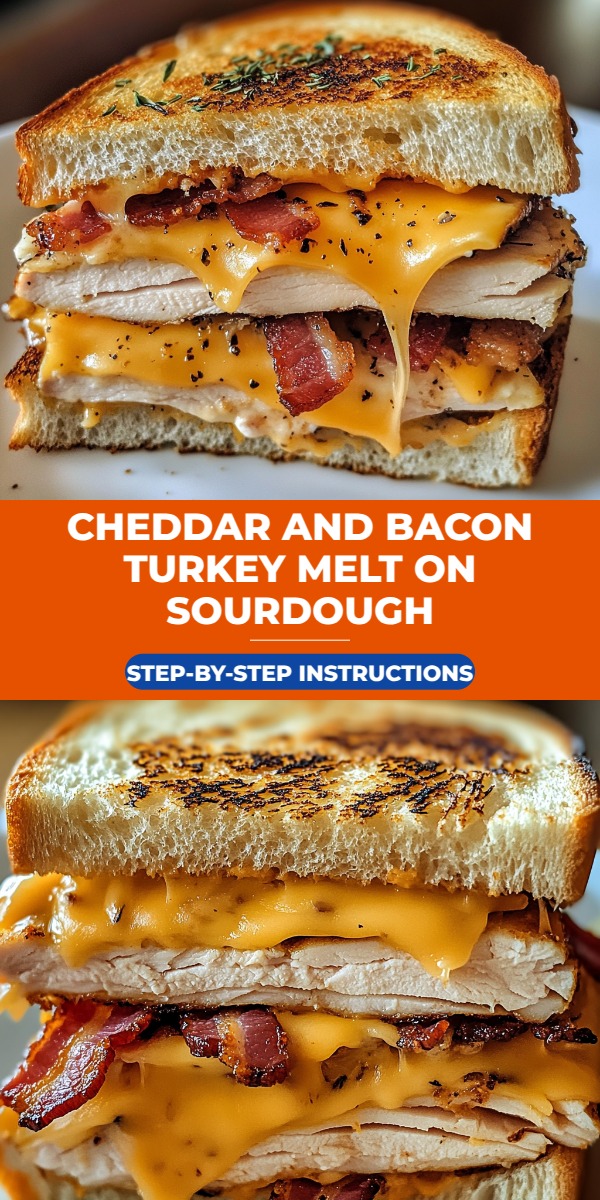 CHEDDAR AND BACON
TURKEY MELT ON
SOURDOUGH
STEP-BY-STEP INSTRUCTIONS